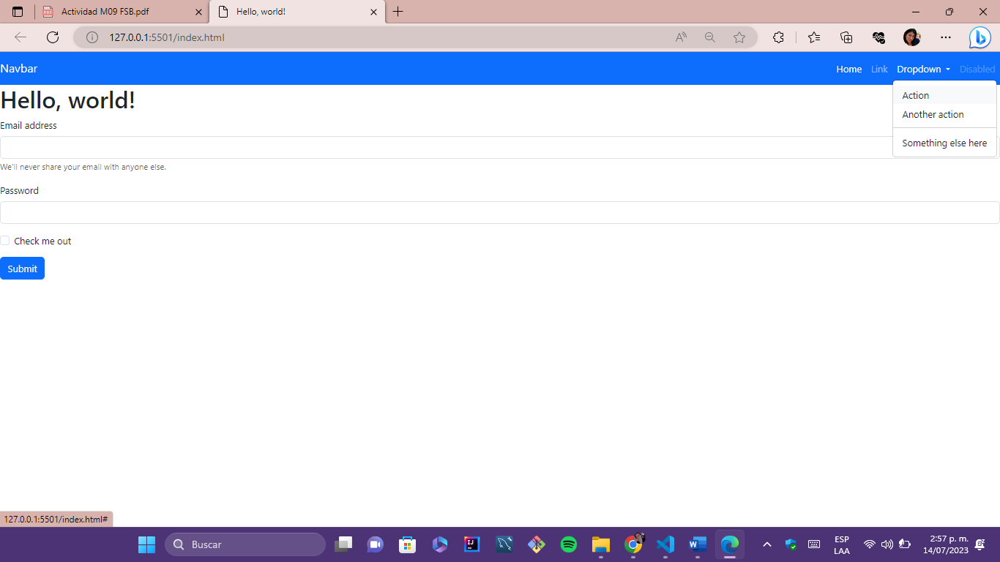 Actividad M09 FSB.pdf
Hello, world!
127.0.0.1:5501/index.html
Navbar
Home Link Dropdown Disabled
Action
Another action
Something else here
Hello, world!
Email address
We'll never share your email with anyone else.
Password
Check me out
Submit
127.0.0.1:5501/index.html#
Buscar
ESP
LAA
2:57 p. m.
14/07/2023